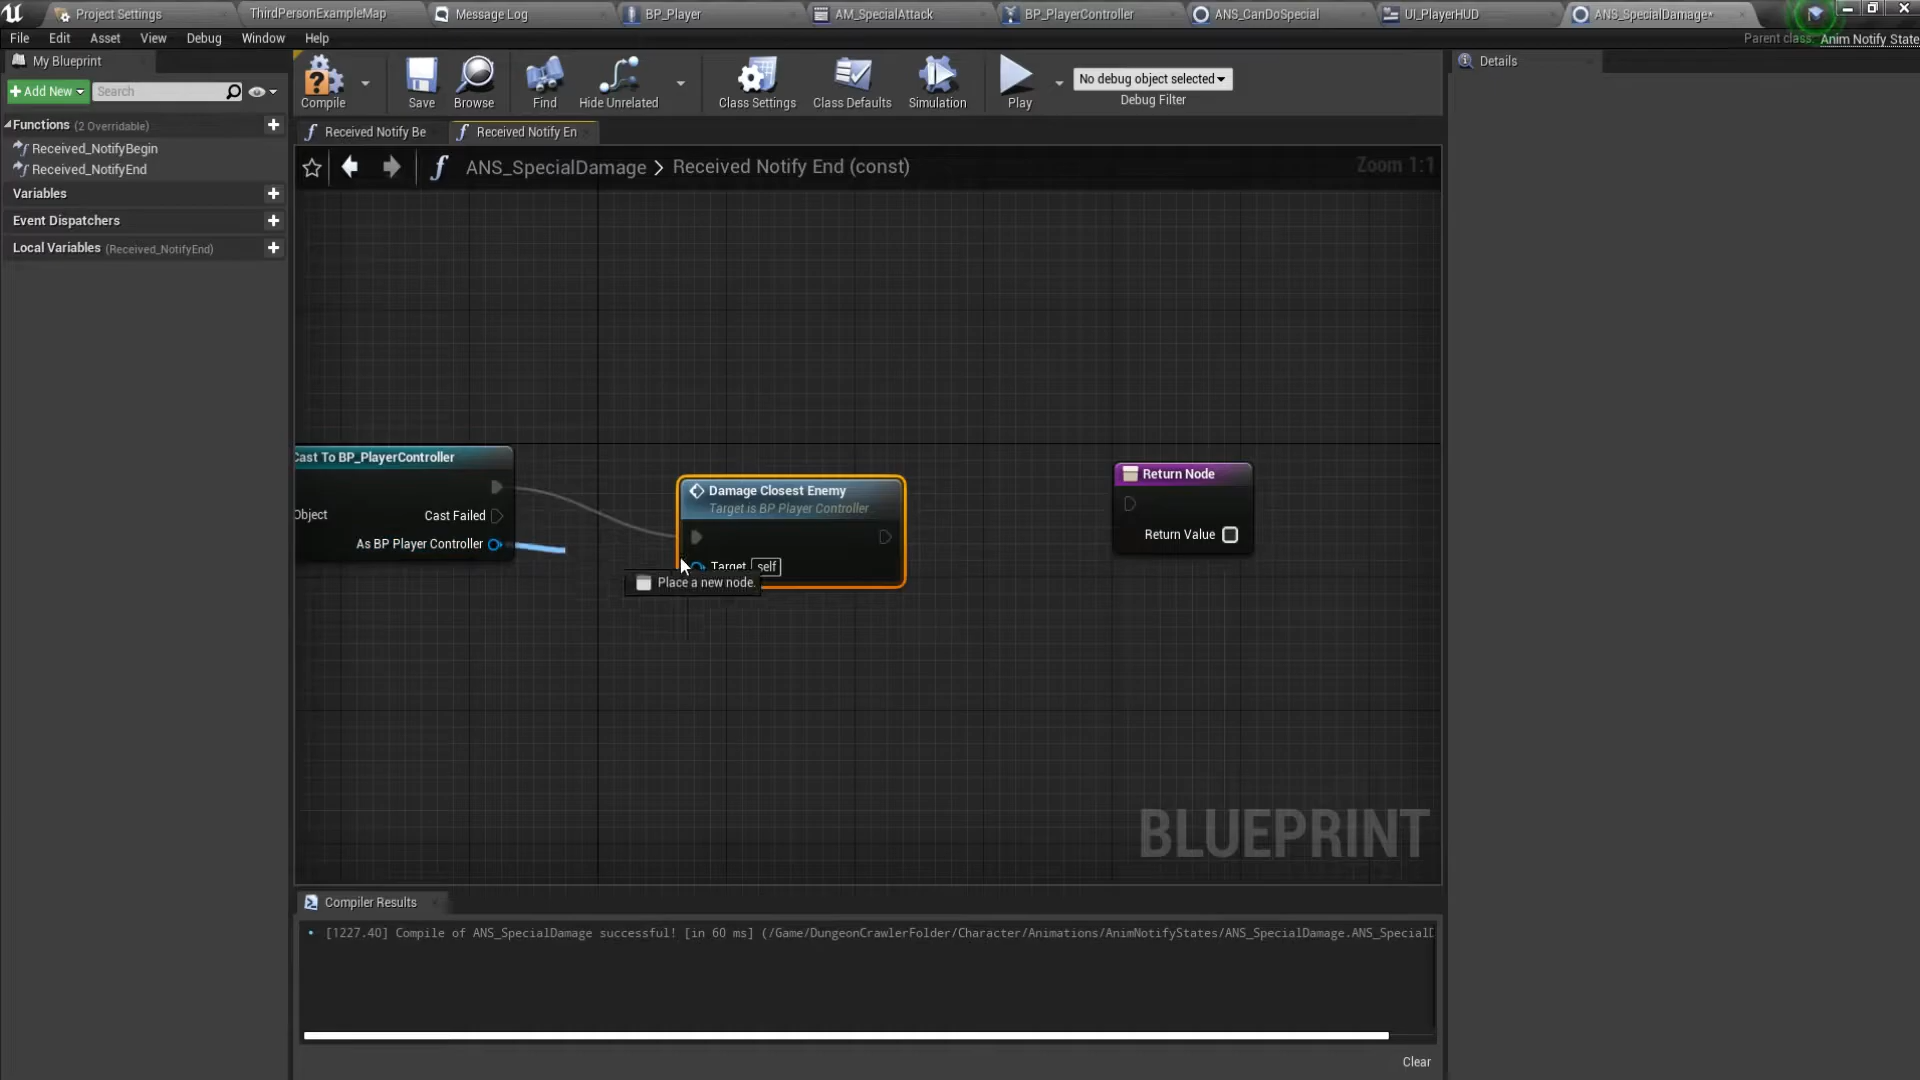 Project Settings
ThirdPersonExampleMap
Message Log
BP_Player
AM_SpecialAttack
BP_PlayerController
ANS_CanDoSpecial
UI_PlayerHUD
ANS_SpecialDamage*
File Edit Asset View Debug Window Help
Parent class: Anim Notify State
My Blueprint
Details
Add New
Search
Compile
Save
Browse
Find
Hide Unrelated
Class Settings
Class Defaults
Simulation
Play
No debug object selected
Debug Filter
Functions (2 Overridable)
Received_NotifyBegin
Received_NotifyEnd
Variables
Event Dispatchers
Local Variables (Received_NotifyEnd)
Received Notify Be
Received Notify En
ANS_SpecialDamage > Received Notify End (const)
Zoom 1:1
Cast To BP_PlayerController
Object
Cast Failed
As BP Player Controller
Damage Closest Enemy
Target is BP Player Controller
Target self
Place a new node.
Return Node
Return Value
BLUEPRINT
Compiler Results
[1227.40] Compile of ANS_SpecialDamage successful! [in 60 ms] (/Game/DungeonCrawlerFolder/Character/Animations/AnimNotifyStates/ANS_SpecialDamage.ANS_SpecialD
Clear